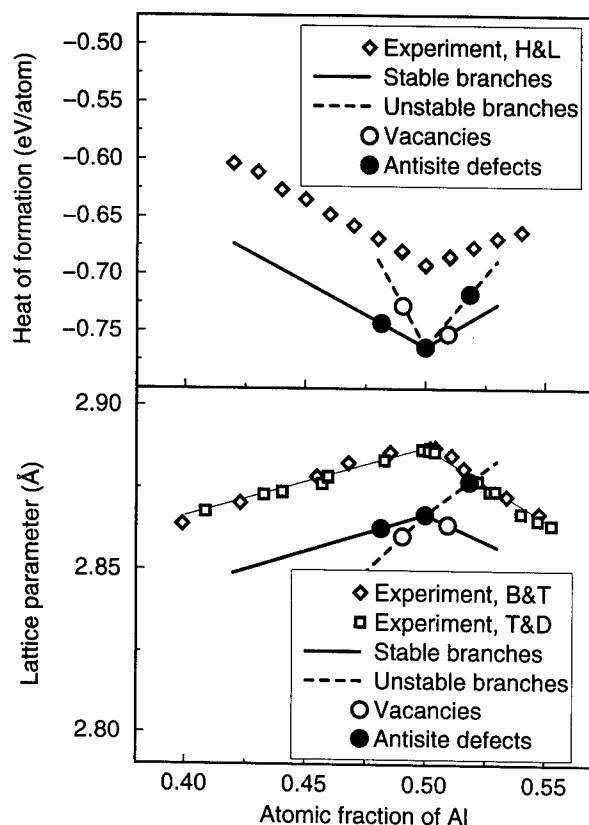 Heat of formation (eV/atom)
−0.50
−0.55
−0.60
−0.65
−0.70
−0.75
Experiment, H&L
Stable branches
Unstable branches
Vacancies
Antisite defects
Lattice parameter (Å)
2.90
2.85
2.80
Experiment, B&T
Experiment, T&D
Stable branches
Unstable branches
Vacancies
Antisite defects
0.40 0.45 0.50 0.55
Atomic fraction of Al